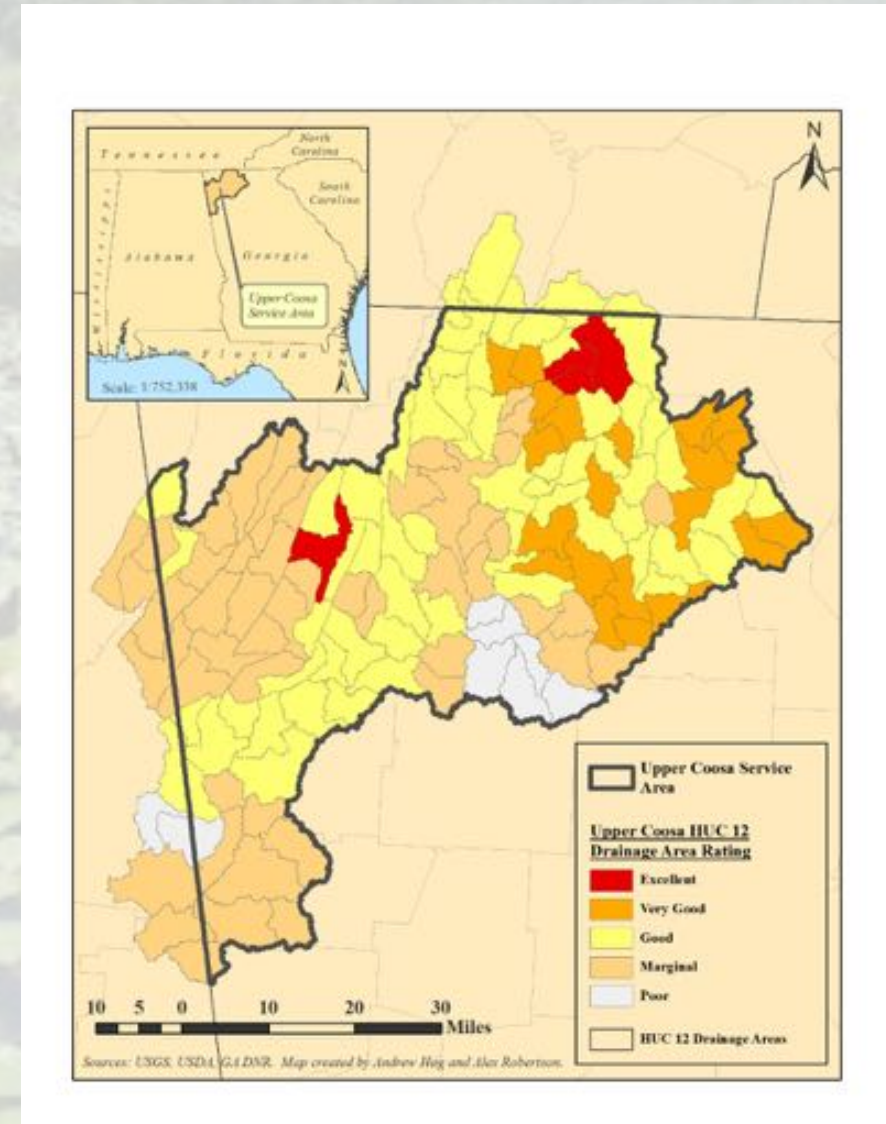 N
North
Carolina
Tennessee
South
Carolina
Mississippi
Alabama
Georgia
Upper Coosa
Service Area
Florida
Scale: 1/752,338
N
Upper Coosa Service
Area
Upper Coosa HUC 12
Drainage Area Rating
Excellent
Very Good
Good
Marginal
Poor
HUC 12 Drainage Areas
10 5 0 10 20 30
Miles
Sources: USGS, USDA, GA DNR. Map created by Andrew and Alex Robertson.